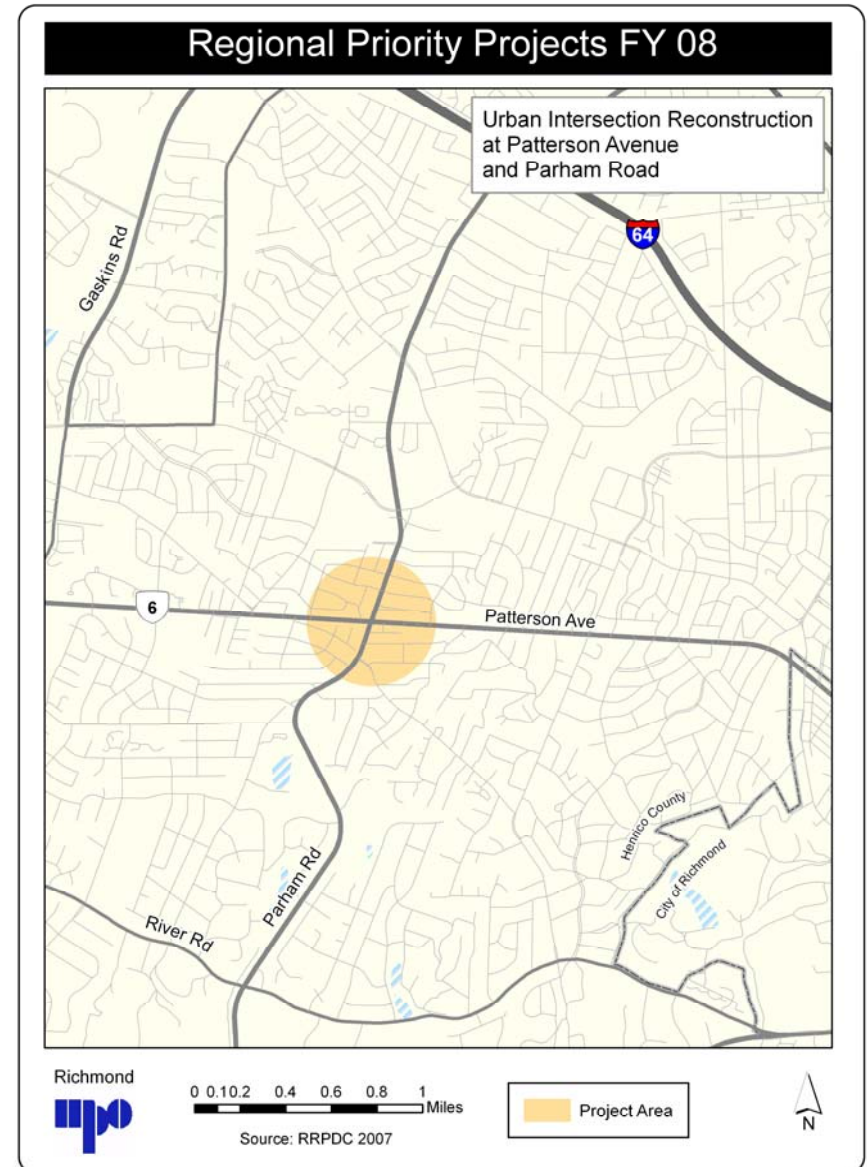 Regional Priority Projects FY 08
Urban Intersection Reconstruction
at Patterson Avenue
and Parham Road
64
Gaskins Rd
6
Patterson Ave
Henrico County
City of Richmond
Parham Rd
River Rd
Richmond
mpo
0 0.1 0.2 0.4 0.6 0.8 1
Miles
Source: RRPDC 2007
Project Area
N